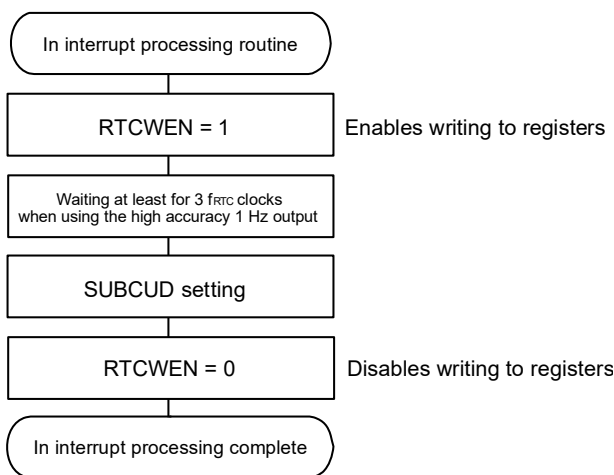 In interrupt processing routine
RTCWEN = 1
Enables writing to registers
Waiting at least for 3 fRTC clocks
when using the high accuracy 1 Hz output
SUBCUD setting
RTCWEN = 0
Disables writing to registers
In interrupt processing complete